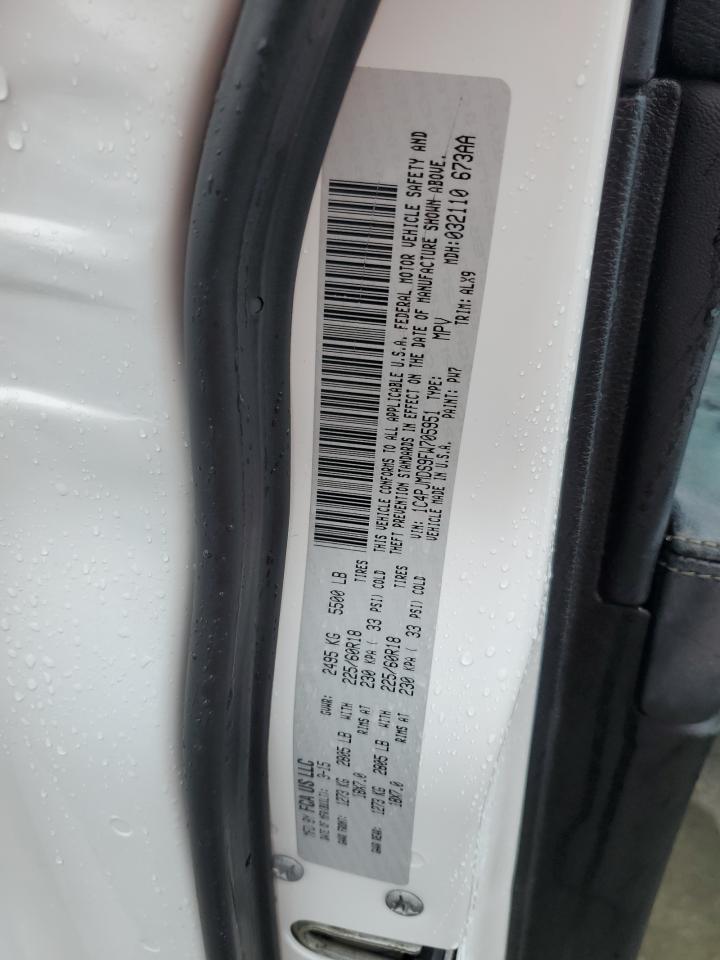 MFD BY FCA US LLC
DATE OF MFR: 3-15 GVWR: 2495 KG 5500 LB
GAWR FRONT: 1273 KG 2805 LB WITH 225/60R18 TIRES
18X7.0 RIMS AT 230 KPA ( 33 PSI) COLD
GAWR REAR: 1273 KG 2805 LB WITH 225/60R18 TIRES
18X7.0 RIMS AT 230 KPA ( 33 PSI) COLD
THIS VEHICLE CONFORMS TO ALL APPLICABLE U.S.A. FEDERAL MOTOR VEHICLE SAFETY AND
THEFT PREVENTION STANDARDS IN EFFECT ON THE DATE OF MANUFACTURE SHOWN ABOVE.
VIN: 1C4PJMDS9FW705951 TYPE: MPV MDH:032110 673AA
VEHICLE MADE IN U.S.A. PAINT: PW7 TRIM: ALX9